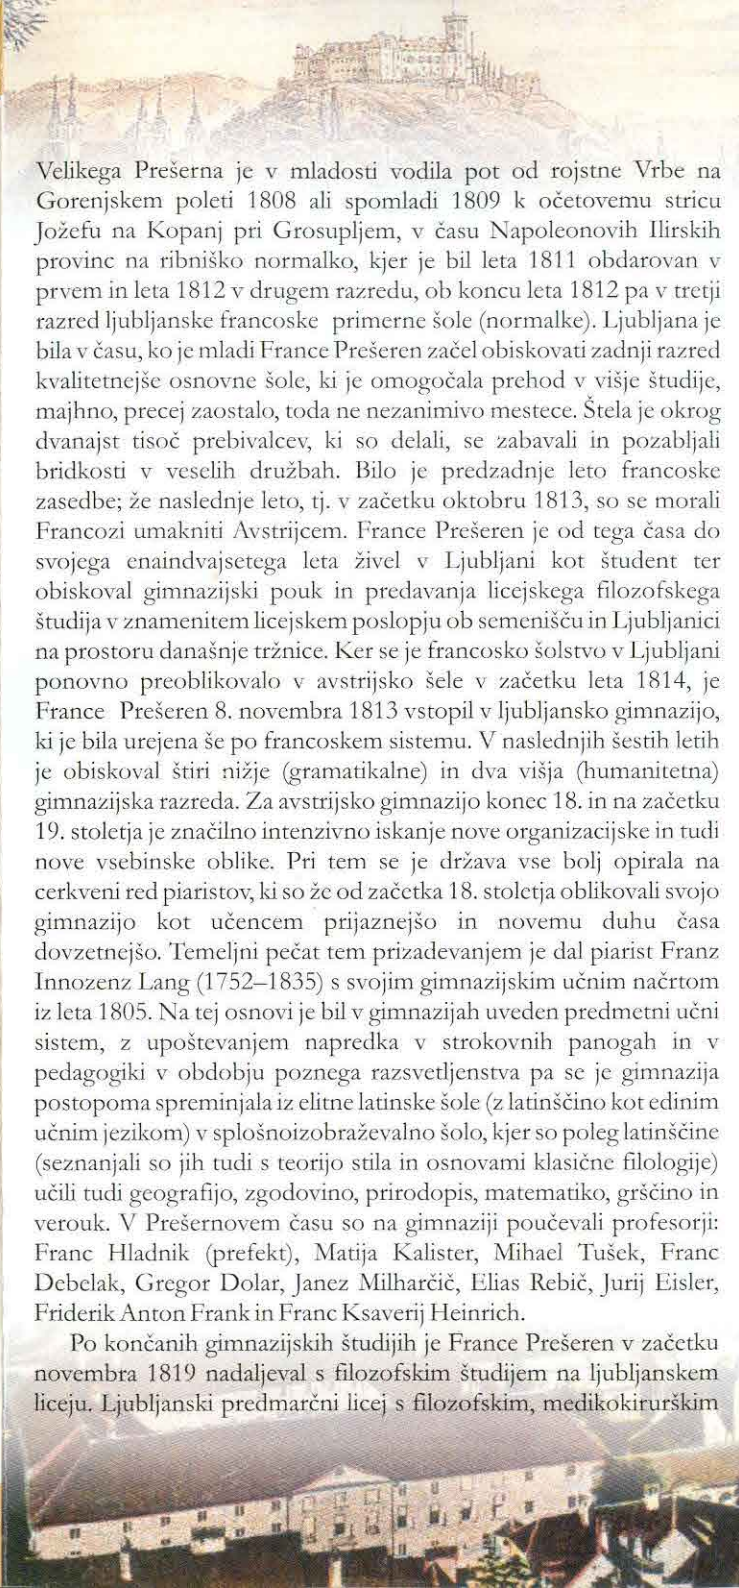 Velikega Prešerna je v mladosti vodila pot od rojstne Vrbe na
Gorenjskem poleti 1808 ali spomladi 1809 k očetovemu stricu
Jožefu na Kopanj pri Grosupljem, v času Napoleonovih Ilirskih
provinc na ribniško normalko, kjer je bil leta 1811 obdarovan v
prvem in leta 1812 v drugem razredu, ob koncu leta 1812 pa v tretji
razred ljubljanske francoske primerne šole (normalke). Ljubljana je
bila v času, ko je mladi France Prešeren začel obiskovati zadnji razred
kvalitetnejše osnovne šole, ki je omogočala prehod v višje študije,
majhno, precej zaostalo, toda ne nezanimivo mestece. Štela je okrog
dvanajst tisoč prebivalcev, ki so delali, se zabavali in pozabljali
bridkosti v veselih družbah. Bilo je predzadnje leto francoske
zasedbe; že naslednje leto, tj. v začetku oktobru 1813, so se morali
Francozi umakniti Avstrijcem. France Prešeren je od tega časa do
svojega enaindvajsetega leta živel v Ljubljani kot študent ter
obiskoval gimnazijski pouk in predavanja licejskega filozofskega
študija v znamenitem licejskem poslopju ob semenišču in Ljubljanici
na prostoru današnje tržnice. Ker se je francosko šolstvo v Ljubljani
ponovno preoblikovalo v avstrijsko šele v začetku leta 1814, je
France Prešeren 8. novembra 1813 vstopil v ljubljansko gimnazijo,
ki je bila urejena še po francoskem sistemu. V naslednjih šestih letih
je obiskoval štiri nižje (gramatikalne) in dva višja (humanitetna)
gimnazijska razreda. Za avstrijsko gimnazijo konec 18. in na začetku
19. stoletja je značilno intenzivno iskanje nove organizacijske in tudi
nove vsebinske oblike. Pri tem se je država vse bolj opirala na
cerkveni red piaristov, ki so že od začetka 18. stoletja oblikovali svojo
gimnazijo kot učencem prijaznejšo in novemu duhu časa
dovzetnejšo. Temeljni pečat tem prizadevanjem je dal piarist Franz
Innozenz Lang (1752–1835) s svojim gimnazijskim učnim načrtom
iz leta 1805. Na tej osnovi je bil v gimnazijah uveden predmetni učni
sistem, z upoštevanjem napredka v strokovnih panogah in v
pedagogiki v obdobju poznega razsvetljenstva pa se je gimnazija
postopoma spreminjala iz elitne latinske šole (z latinščino kot edinim
učnim jezikom) v splošnoizobraževalno šolo, kjer so poleg latinščine
(seznanjali so jih tudi s teorijo stila in osnovami klasične filologije)
učili tudi geografijo, zgodovino, prirodopis, matematiko, grščino in
verouk. V Prešernovem času so na gimnaziji poučevali profesorji:
Franc Hladnik (prefekt), Matija Kalister, Mihael Tušek, Franc
Debelak, Gregor Dolar, Janez Milharčič, Elias Rebič, Jurij Eisler,
Friderik Anton Frank in Franc Ksaverij Heinrich.
Po končanih gimnazijskih študijih je France Prešeren v začetku
novembra 1819 nadaljeval s filozofskim študijem na ljubljanskem
liceju. Ljubljanski predmarčni licej s filozofskim, medikokirurškim